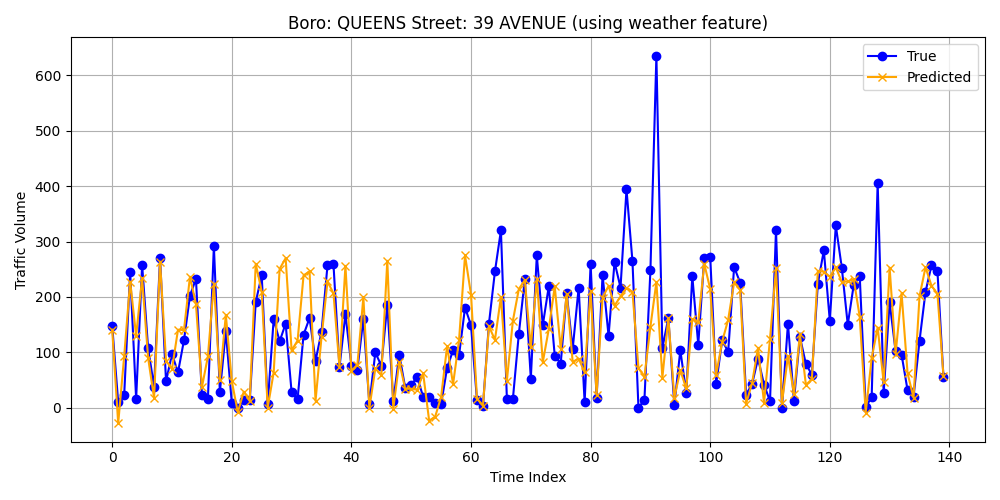 Boro: QUEENS Street: 39 AVENUE (using weather feature)
True
Predicted
Traffic Volume
600
500
400
300
200
100
0
0 20 40 60 80 100 120 140
Time Index